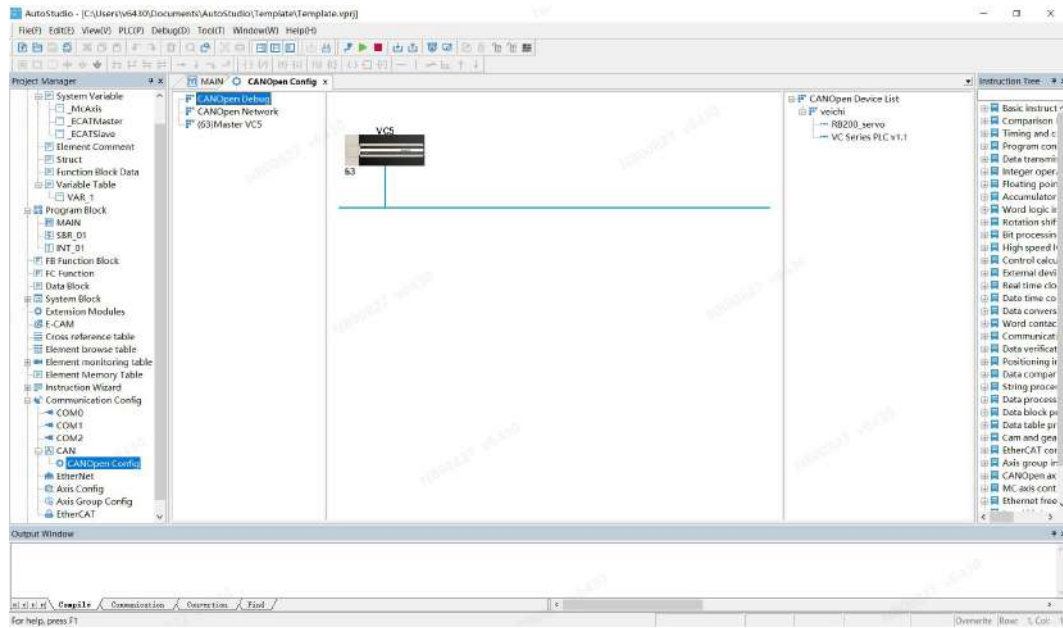 AutoStudio - [C:\Users\v6430\Documents\AutoStudio\Template\Template.vprj]
File(F) Edit(E) View(V) PLC(P) Debug(D) Tool(T) Window(W) Help(H)
Project Manager
System Variable
_McAxis
_ECATMaster
_ECATSlave
Element Comment
Struct
Function Block Data
Variable Table
VAR_1
Program Block
MAIN
SBR_01
INT_01
FB Function Block
FC Function
Data Block
System Block
Extension Modules
E-CAM
Cross reference table
Element browse table
Element monitoring table
Element Memory Table
Instruction Wizard
Communication Config
COM0
COM1
COM2
CAN
CANOpen Config
EtherNet
Axis Config
Axis Group Config
EtherCAT
MAIN CANOpen Config x
CANOpen Debug
CANOpen Network
(63)Master VC5
VC5
63
CANOpen Device List
veichi
RB200_servo
VC Series PLC v1.1
Instruction Tree
Basic instruct
Comparison
Timing and c
Program con
Data transmi
Integer oper
Floating poin
Accumulator
Word logic in
Rotation shif
Bit processin
High speed I
Control calcu
External devi
Real time clo
Date time co
Data convers
Word contac
Communicat
Data verificat
Positioning in
Data compar
String proce
Data process
Data block p
Data table pr
Cam and gea
EtherCAT co
Axis group in
CANOpen ax
MC axis cont
Ethernet free
Output Window
Compile Communication Convertion Find
For help, press F1
Overwrite Row: 1, Col: